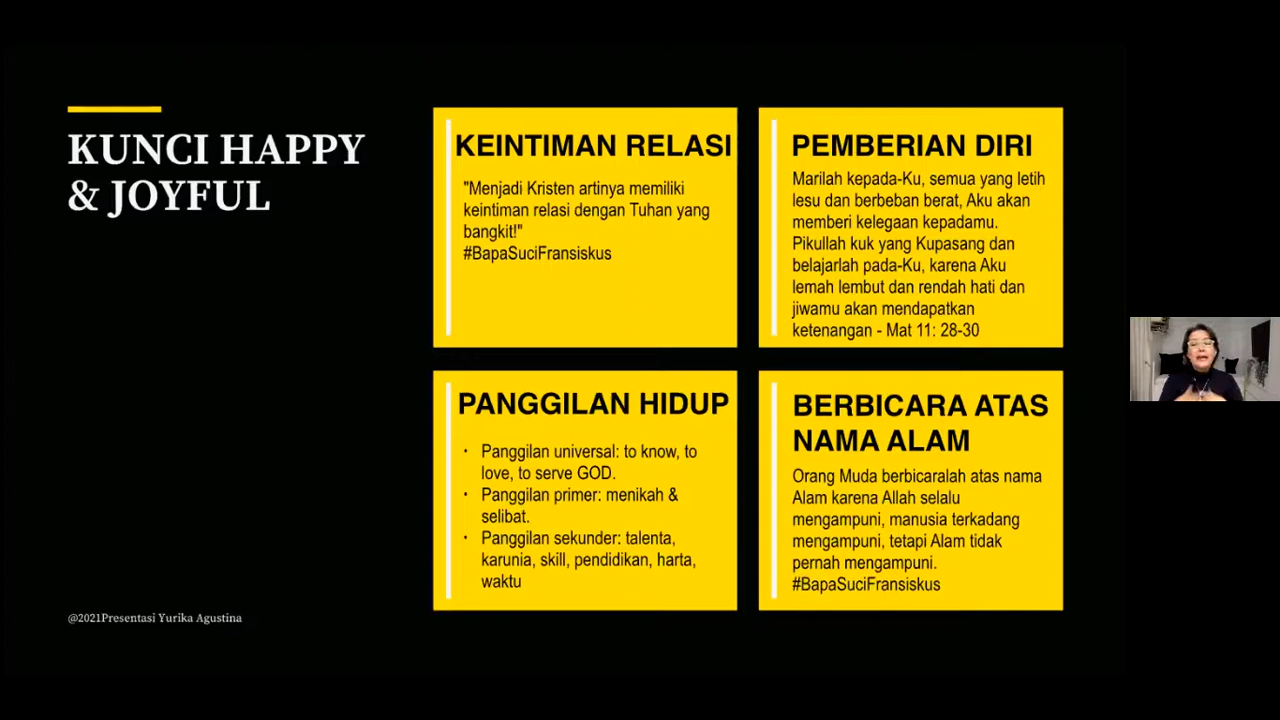 KUNCI HAPPY
& JOYFUL
KEINTIMAN RELASI
"Menjadi Kristen artinya memiliki
keintiman relasi dengan Tuhan yang
bangkit!"
#BapaSuciFransiskus
PEMBERIAN DIRI
Marilah kepada-Ku, semua yang letih
lesu dan berbeban berat, Aku akan
memberi kelegaan kepadamu.
Pikullah kuk yang Kupasang dan
belajarlah pada-Ku, karena Aku
lemah lembut dan rendah hati dan
jiwamu akan mendapatkan
ketenangan - Mat 11: 28-30
PANGGILAN HIDUP
• Panggilan universal: to know, to
love, to serve GOD.
• Panggilan primer: menikah &
selibat.
• Panggilan sekunder: talenta,
karunia, skill, pendidikan, harta,
waktu
BERBICARA ATAS
NAMA ALAM
Orang Muda berbicaralah atas nama
Alam karena Allah selalu
mengampuni, manusia terkadang
mengampuni, tetapi Alam tidak
pernah mengampuni.
#BapaSuciFransiskus
@2021Presentasi Yurika Agustina